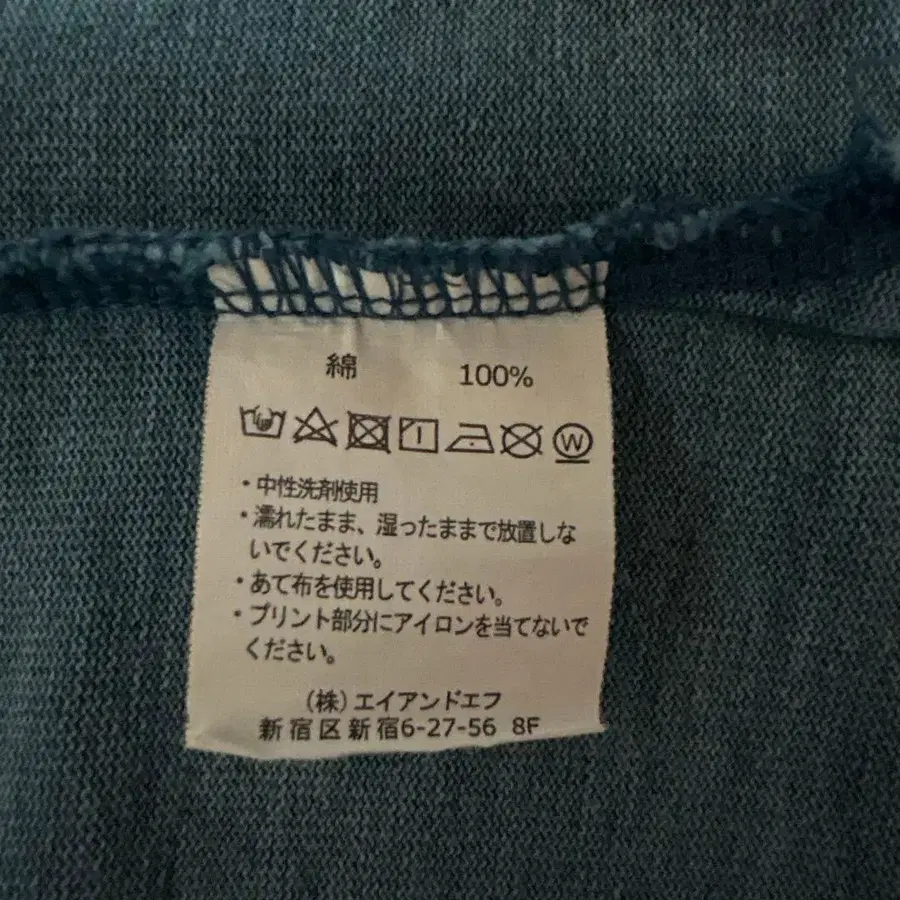 綿 100%
W
・中性洗剤使用
・濡れたまま、湿ったままで放置しな
いでください。
・あて布を使用してください。
・プリント部分にアイロンを当てないで
ください。
(株)エイアンドエフ
新宿区新宿6-27-56 8F